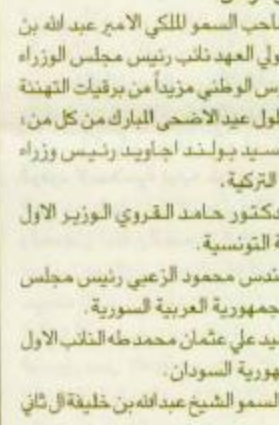 صاحب السمو الملكي الامير عبد الله بن
ولي العهد نائب رئيس مجلس الوزراء
س الوطني مزيداً من برقيات التهنئة
لول عيد الاضحى المبارك من كل من:
سيد بولند اجاويد رئيس وزراء
التركية.
دكتور حامد القروي الوزير الاول
ة التونسية.
ندس محمود الزعبي رئيس مجلس
جمهورية العربية السورية.
يد علي عثمان محمد طه النائب الاول
هورية السودان.
السمو الشيخ عبدالله بن خليفة ال ثاني